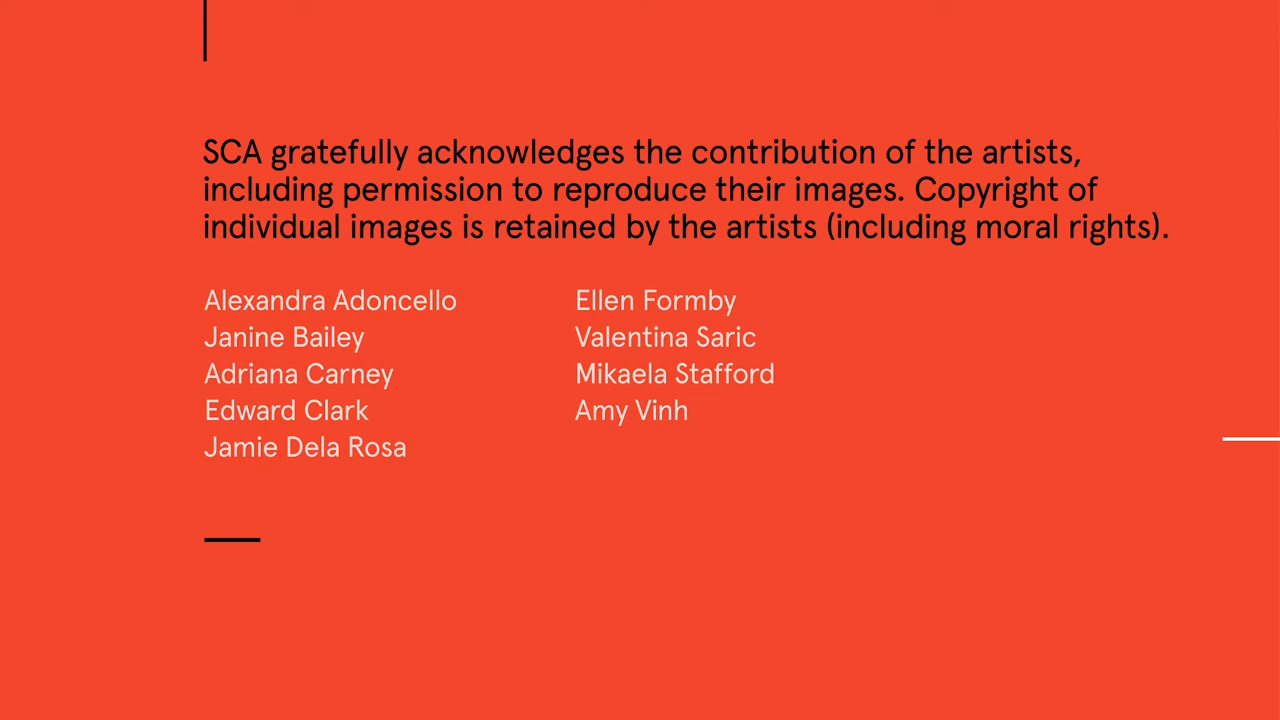 SCA gratefully acknowledges the contribution of the artists,
including permission to reproduce their images. Copyright of
individual images is retained by the artists (including moral rights).
Alexandra Adoncello
Janine Bailey
Adriana Carney
Edward Clark
Jamie Dela Rosa
Ellen Formby
Valentina Saric
Mikaela Stafford
Amy Vinh